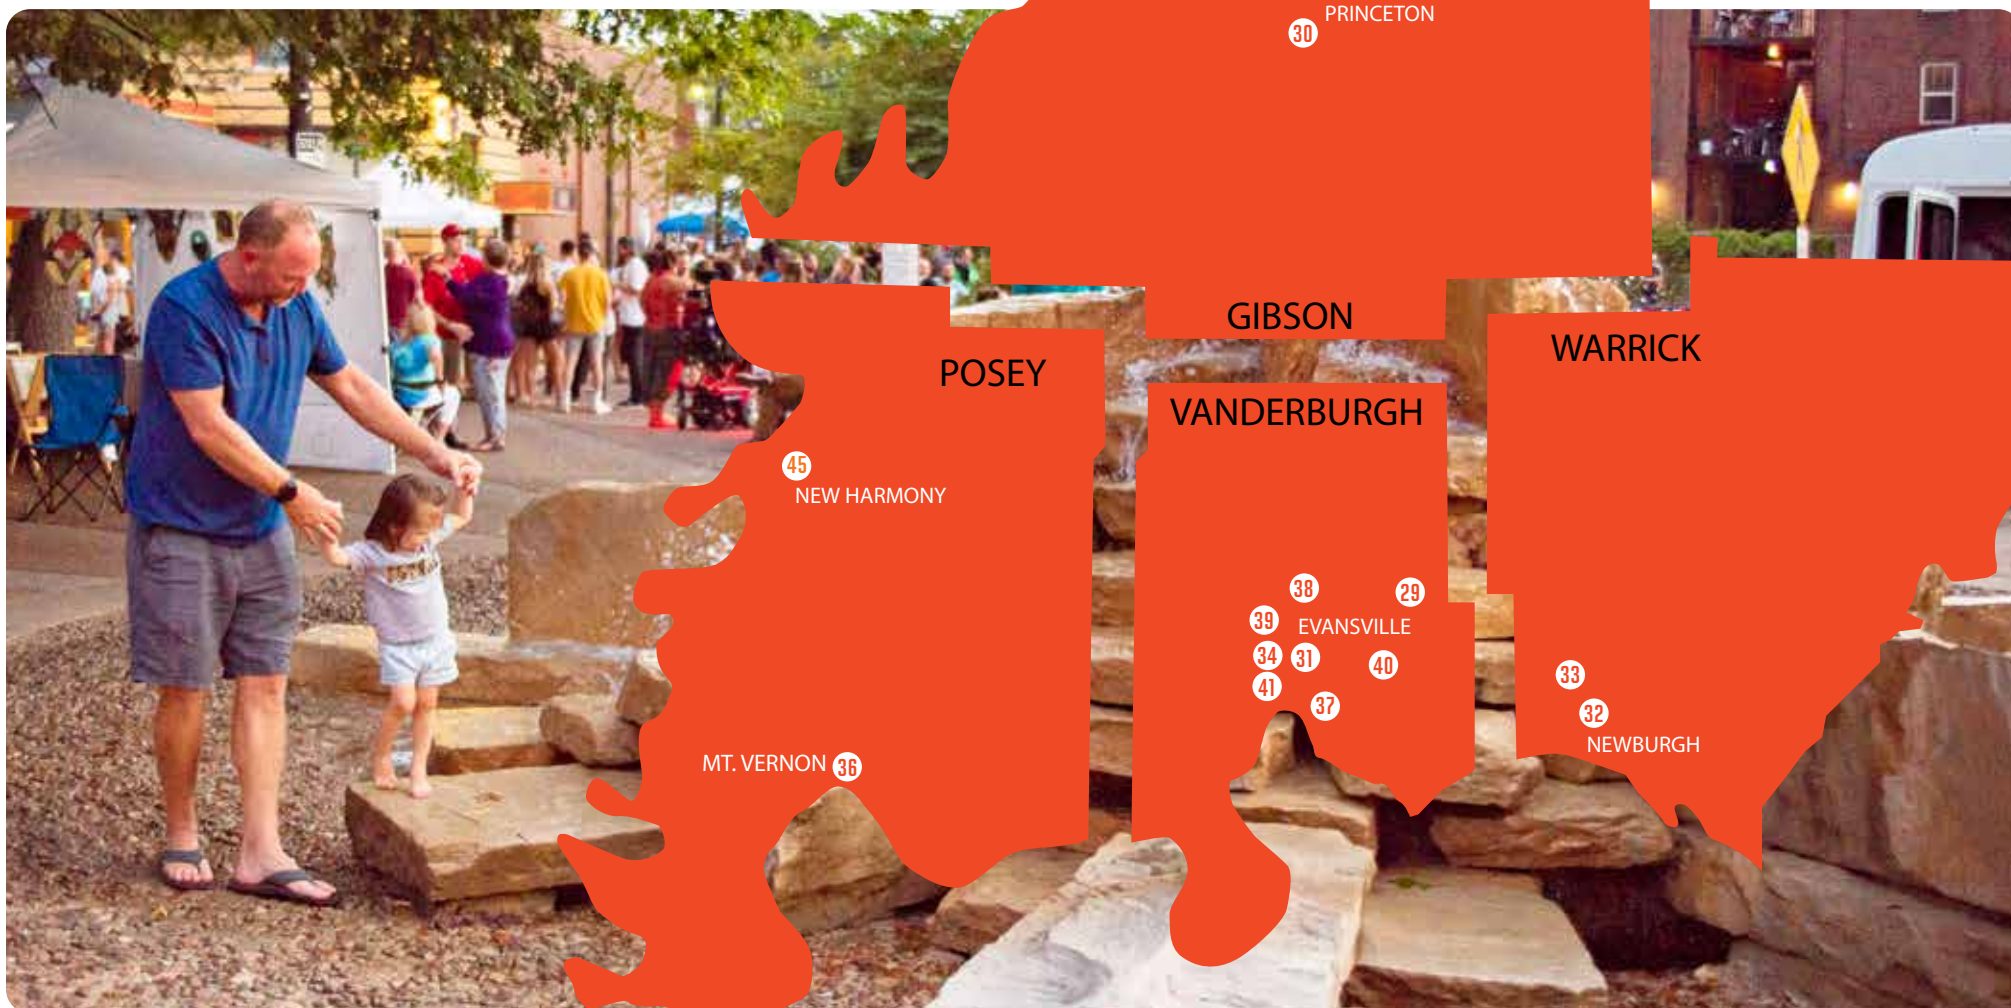 PRINCETON
30
GIBSON
WARRICK
POSEY
VANDERBURGH
45
NEW HARMONY
38
29
39
EVANSVILLE
34
31
40
33
41
37
32
NEWBURGH
MT. VERNON 36